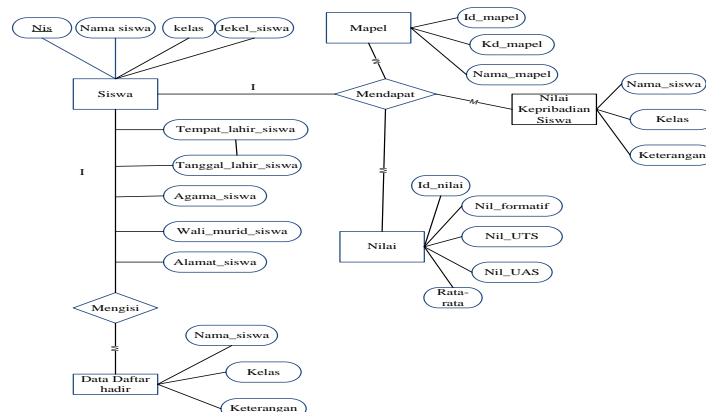 Nis
Nama siswa
kelas
Jekel_siswa
Siswa
I
Mapel
Id_mapel
Kd_mapel
Nama_mapel
M
Mendapat
M
Nilai
Kepribadian
Siswa
Nama_siswa
Kelas
Keterangan
Tempat_lahir_siswa
I
Tanggal_lahir_siswa
M
Agama_siswa
Wali_murid_siswa
Alamat_siswa
Id_nilai
Nil_formatif
Nil_UTS
Nilai
Nil_UAS
Rata-
rata
Mengisi
M
Data Daftar
hadir
Nama_siswa
Kelas
Keterangan